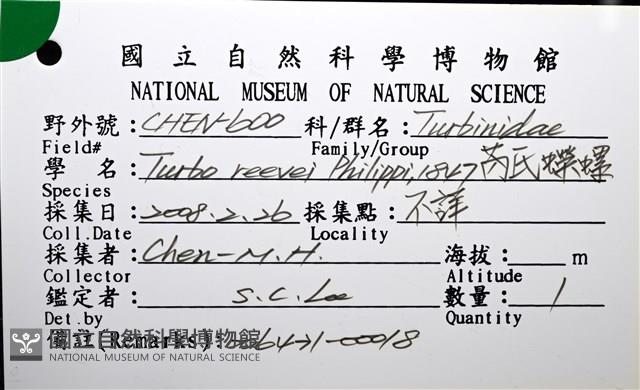 國立自然科學博物館
NATIONAL MUSEUM OF NATURAL SCIENCE
野外號：CHEN-600 科/群名：Turbinidae
Field# Family/Group
學 名：Turbo reevei Philippi, 1847 芮氏蠑螺
Species
採集日：2008.2.26 採集點：不詳
Coll.Date Locality
採集者：Chen-M.H. 海拔： m
Collector Altitude
鑑定者：S.C. Lee 數量：1
Det.by Quantity
(Remarks): -00018
國立自然科學博物館
NATIONAL MUSEUM OF NATURAL SCIENCE